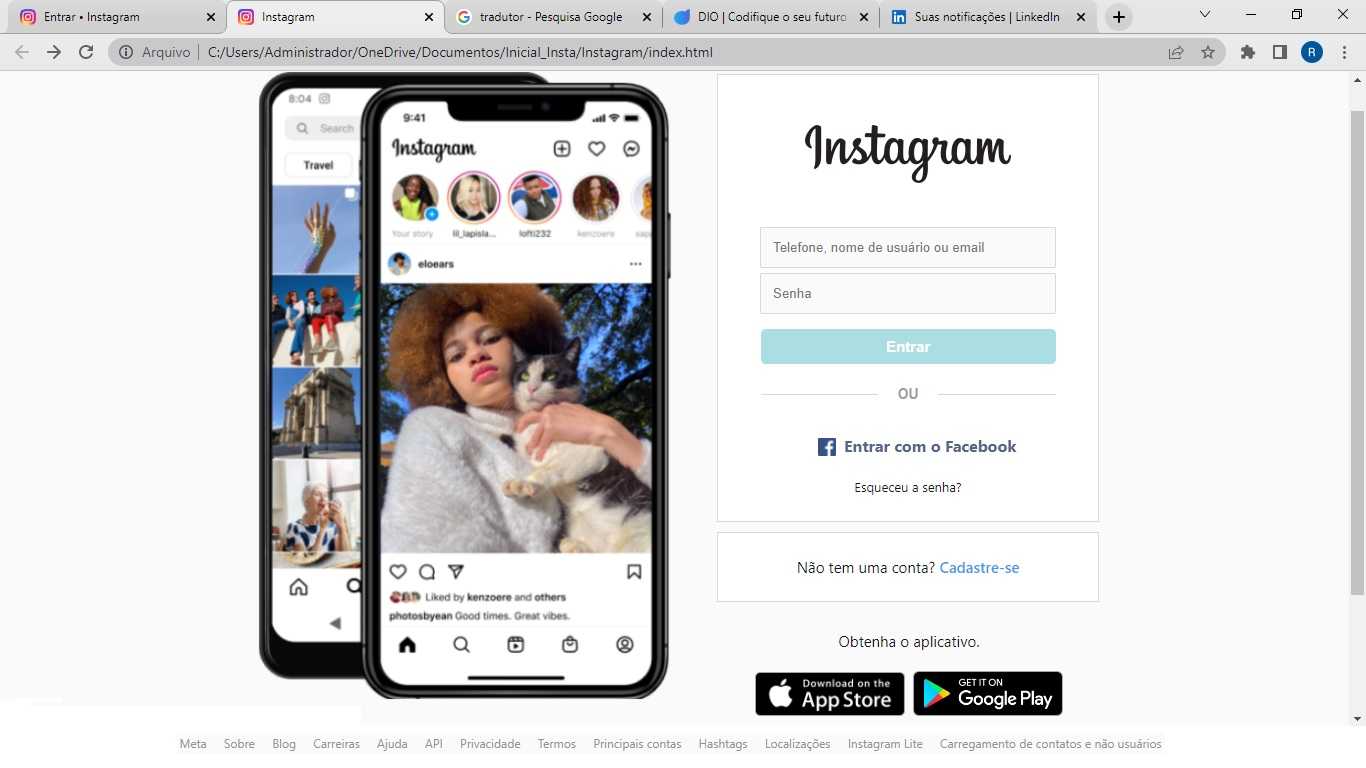 Entrar • Instagram
Instagram
tradutor - Pesquisa Google
DIO | Codifique o seu futuro
Suas notificações | LinkedIn
Arquivo
C:/Users/Administrador/OneDrive/Documentos/Inicial_Insta/Instagram/index.html
R
8:04
Search
Travel
9:41
Instagram
Your story
lil_lapisla...
lofti232
kenzoere
eloears
Liked by kenzoere and others
photosbyean Good times. Great vibes.
Instagram
Telefone, nome de usuário ou email
Senha
Entrar
OU
Entrar com o Facebook
Esqueceu a senha?
Não tem uma conta? Cadastre-se
Obtenha o aplicativo.
Download on the
App Store
GET IT ON
Google Play
Meta Sobre Blog Carreiras Ajuda API Privacidade Termos Principais contas Hashtags Localizações Instagram Lite Carregamento de contatos e não usuários